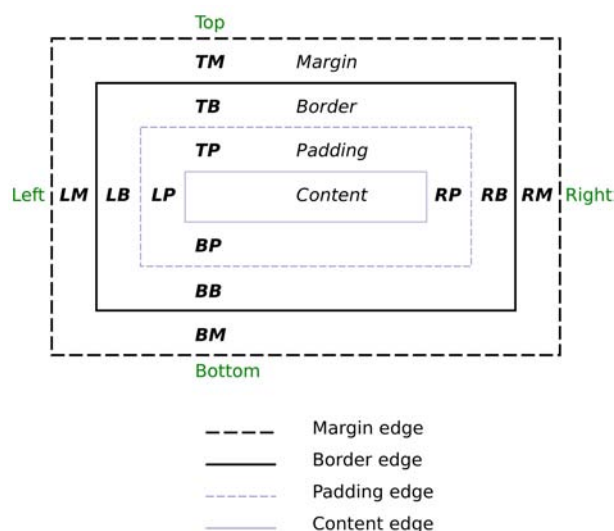 Top
TM Margin
TB Border
TP Padding
Left LM LB LP Content RP RB RM Right
BP
BB
BM
Bottom
Margin edge
Border edge
Padding edge
Content edge